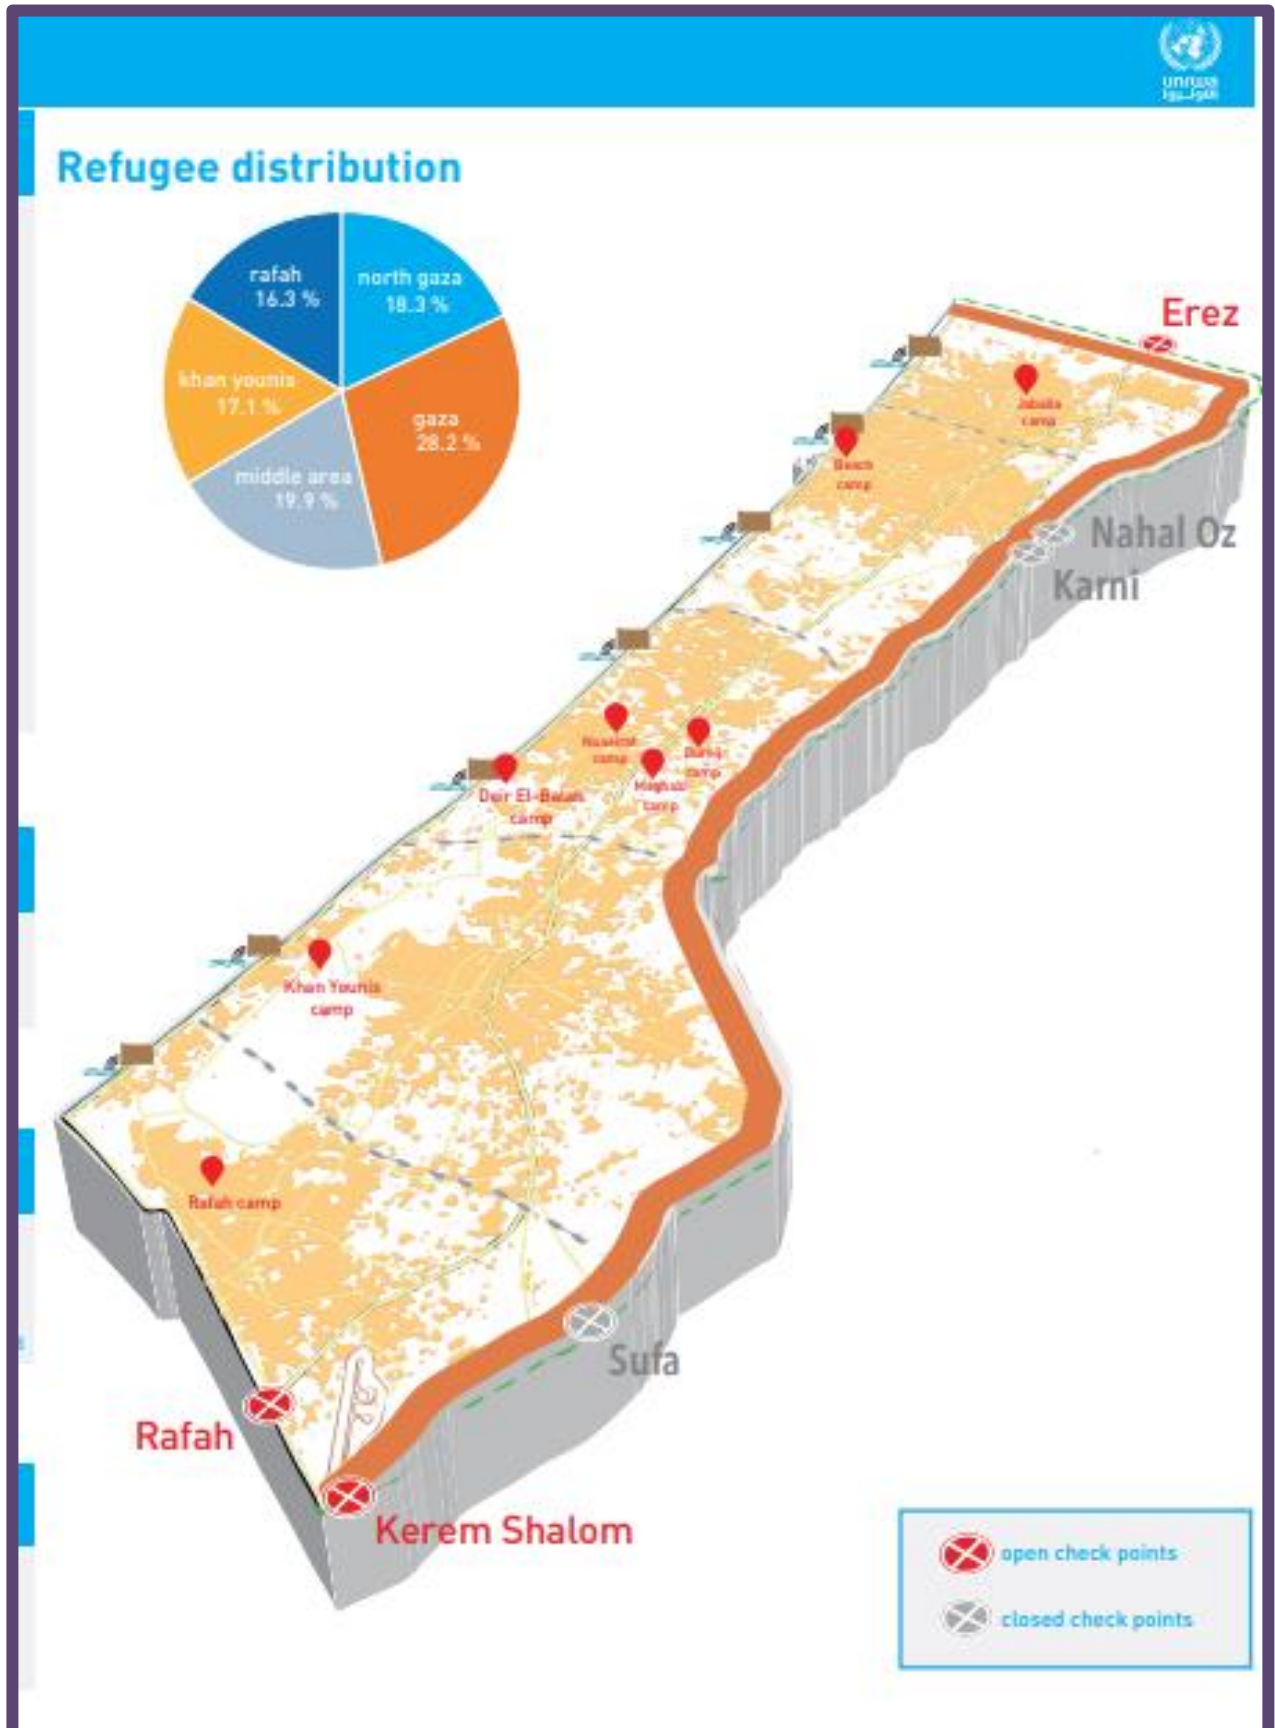 unrwa
الأونروا
Refugee distribution
rafah
16.3 %
north gaza
18.3 %
khan younis
17.1 %
gaza
28.2 %
middle area
19.9 %
Erez
Jabalia
camp
Beach
camp
Nahal Oz
Karni
Nuseirat
camp
Bureij
camp
Maghazi
camp
Deir El-Balah
camp
Khan Younis
camp
Rafah camp
Sufa
Rafah
Kerem Shalom
open check points
closed check points